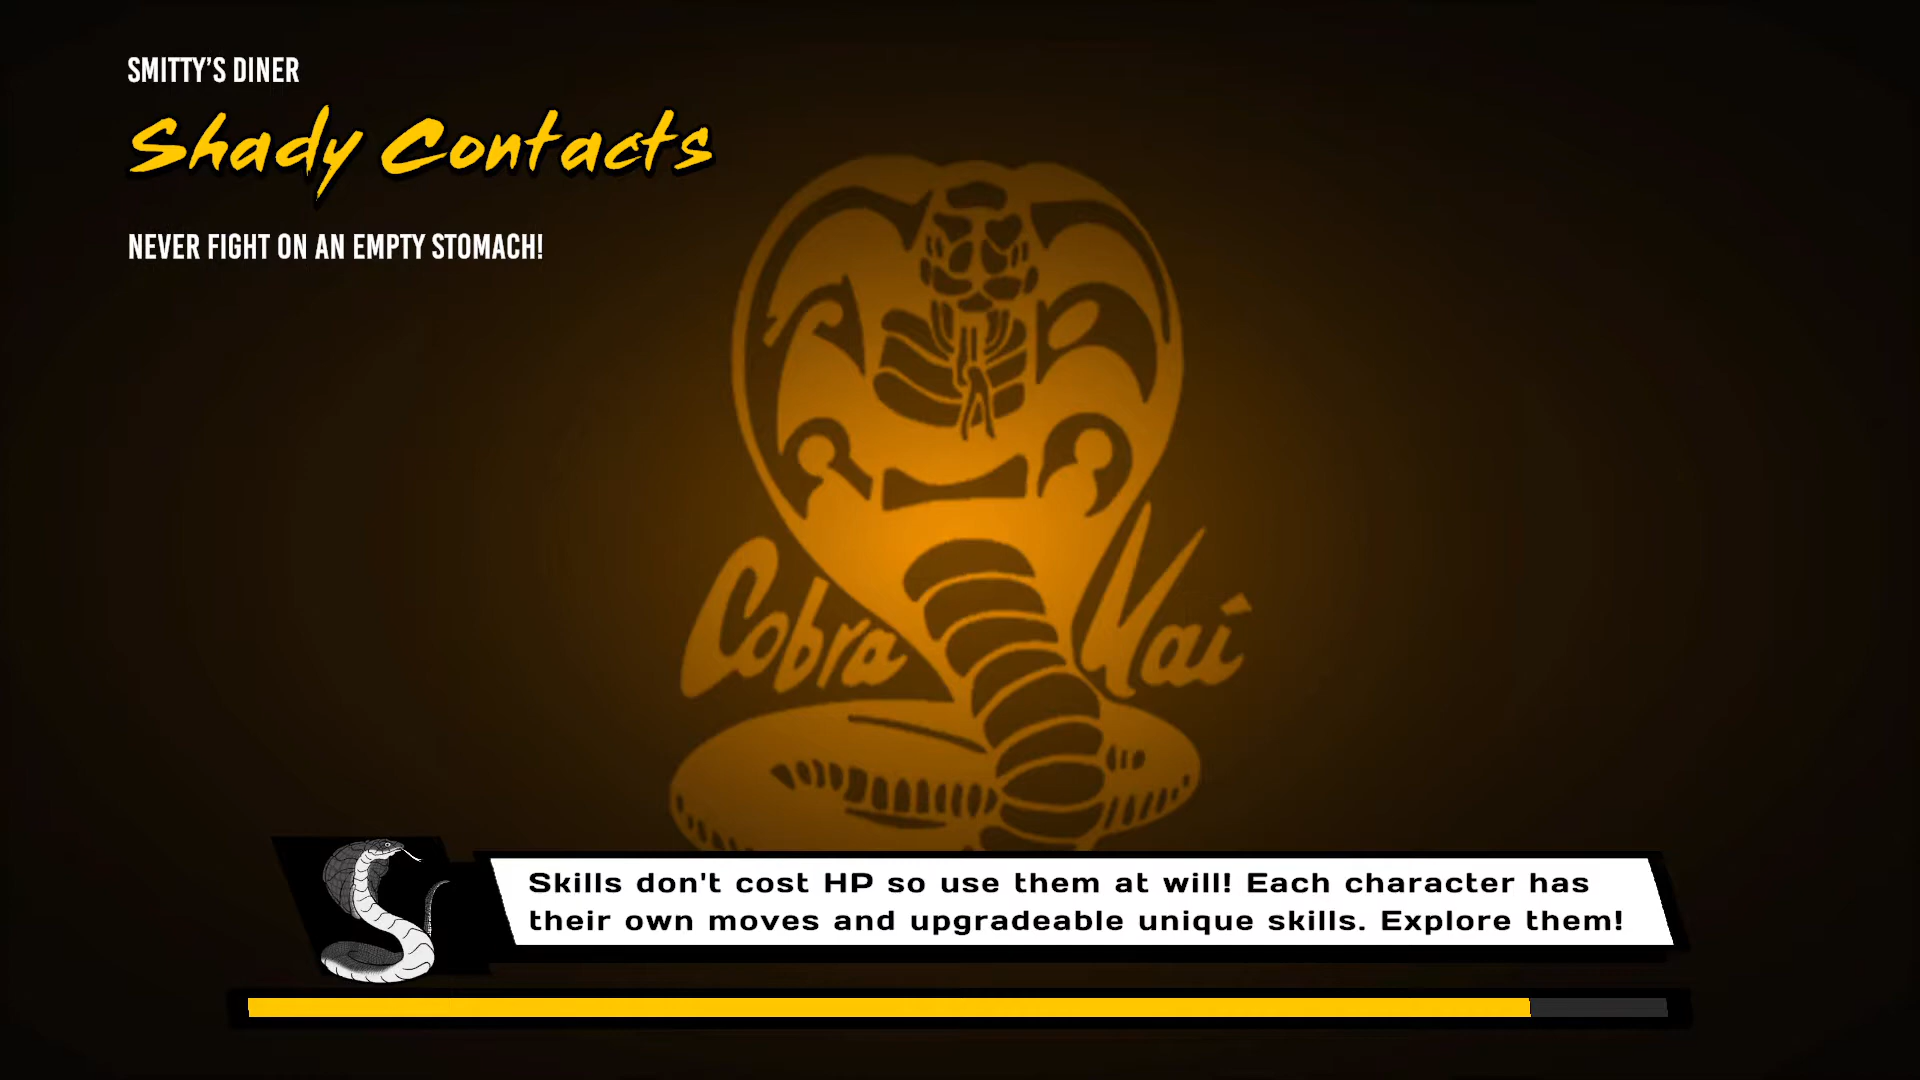 SMITTY'S DINER
Shady Contacts
NEVER FIGHT ON AN EMPTY STOMACH!
Cobra Kai
Skills don't cost HP so use them at will! Each character has
their own moves and upgradeable unique skills. Explore them!